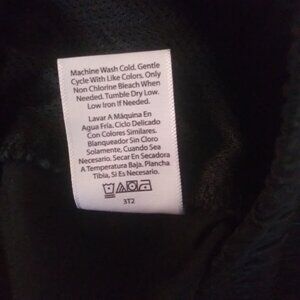 Machine Wash Cold. Gentle
Cycle With Like Colors. Only
Non Chlorine Bleach When
Needed. Tumble Dry Low.
Low Iron If Needed.
Lavar A Máquina En
Agua Fría, Ciclo Delicado
Con Colores Similares.
Blanqueador Sin Cloro
Solamente, Cuando Sea
Necesario. Secar En Secadora
A Temperatura Baja. Plancha
Tibia, Si Es Necesario.
3T2